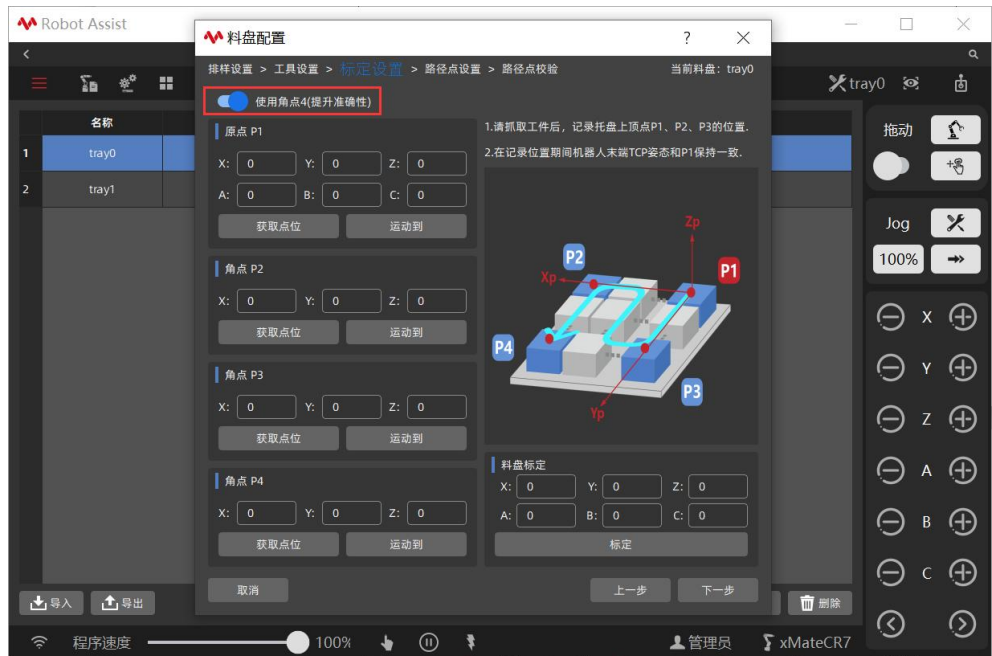 Robot Assist
料盘配置
?
排样设置 > 工具设置 > 标定设置 > 路径点设置 > 路径点校验
当前料盘：tray0
tray0
使用角点4(提升准确性)
名称
1 tray0
2 tray1
原点 P1
X: 0 Y: 0 Z: 0
A: 0 B: 0 C: 0
获取点位 运动到
角点 P2
X: 0 Y: 0 Z: 0
获取点位 运动到
角点 P3
X: 0 Y: 0 Z: 0
获取点位 运动到
角点 P4
X: 0 Y: 0 Z: 0
获取点位 运动到
1.请抓取工件后，记录托盘上顶点P1、P2、P3的位置.
2.在记录位置期间机器人末端TCP姿态和P1保持一致.
Zp
P2
Xp
P1
P4
P3
Yp
料盘标定
X: 0 Y: 0 Z: 0
A: 0 B: 0 C: 0
标定
取消 上一步 下一步
导入 导出 删除
拖动
Jog
100%
X
Y
Z
A
B
C
程序速度 100% 管理员 xMateCR7